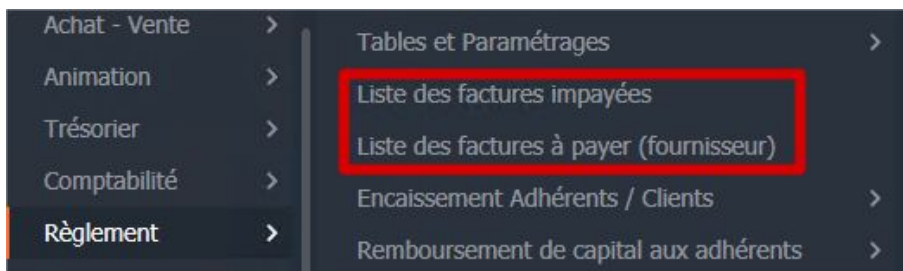 Achat - Vente
Animation
Trésorier
Comptabilité
Règlement
Tables et Paramétrages
Liste des factures impayées
Liste des factures à payer (fournisseur)
Encaissement Adhérents / Clients
Remboursement de capital aux adhérents